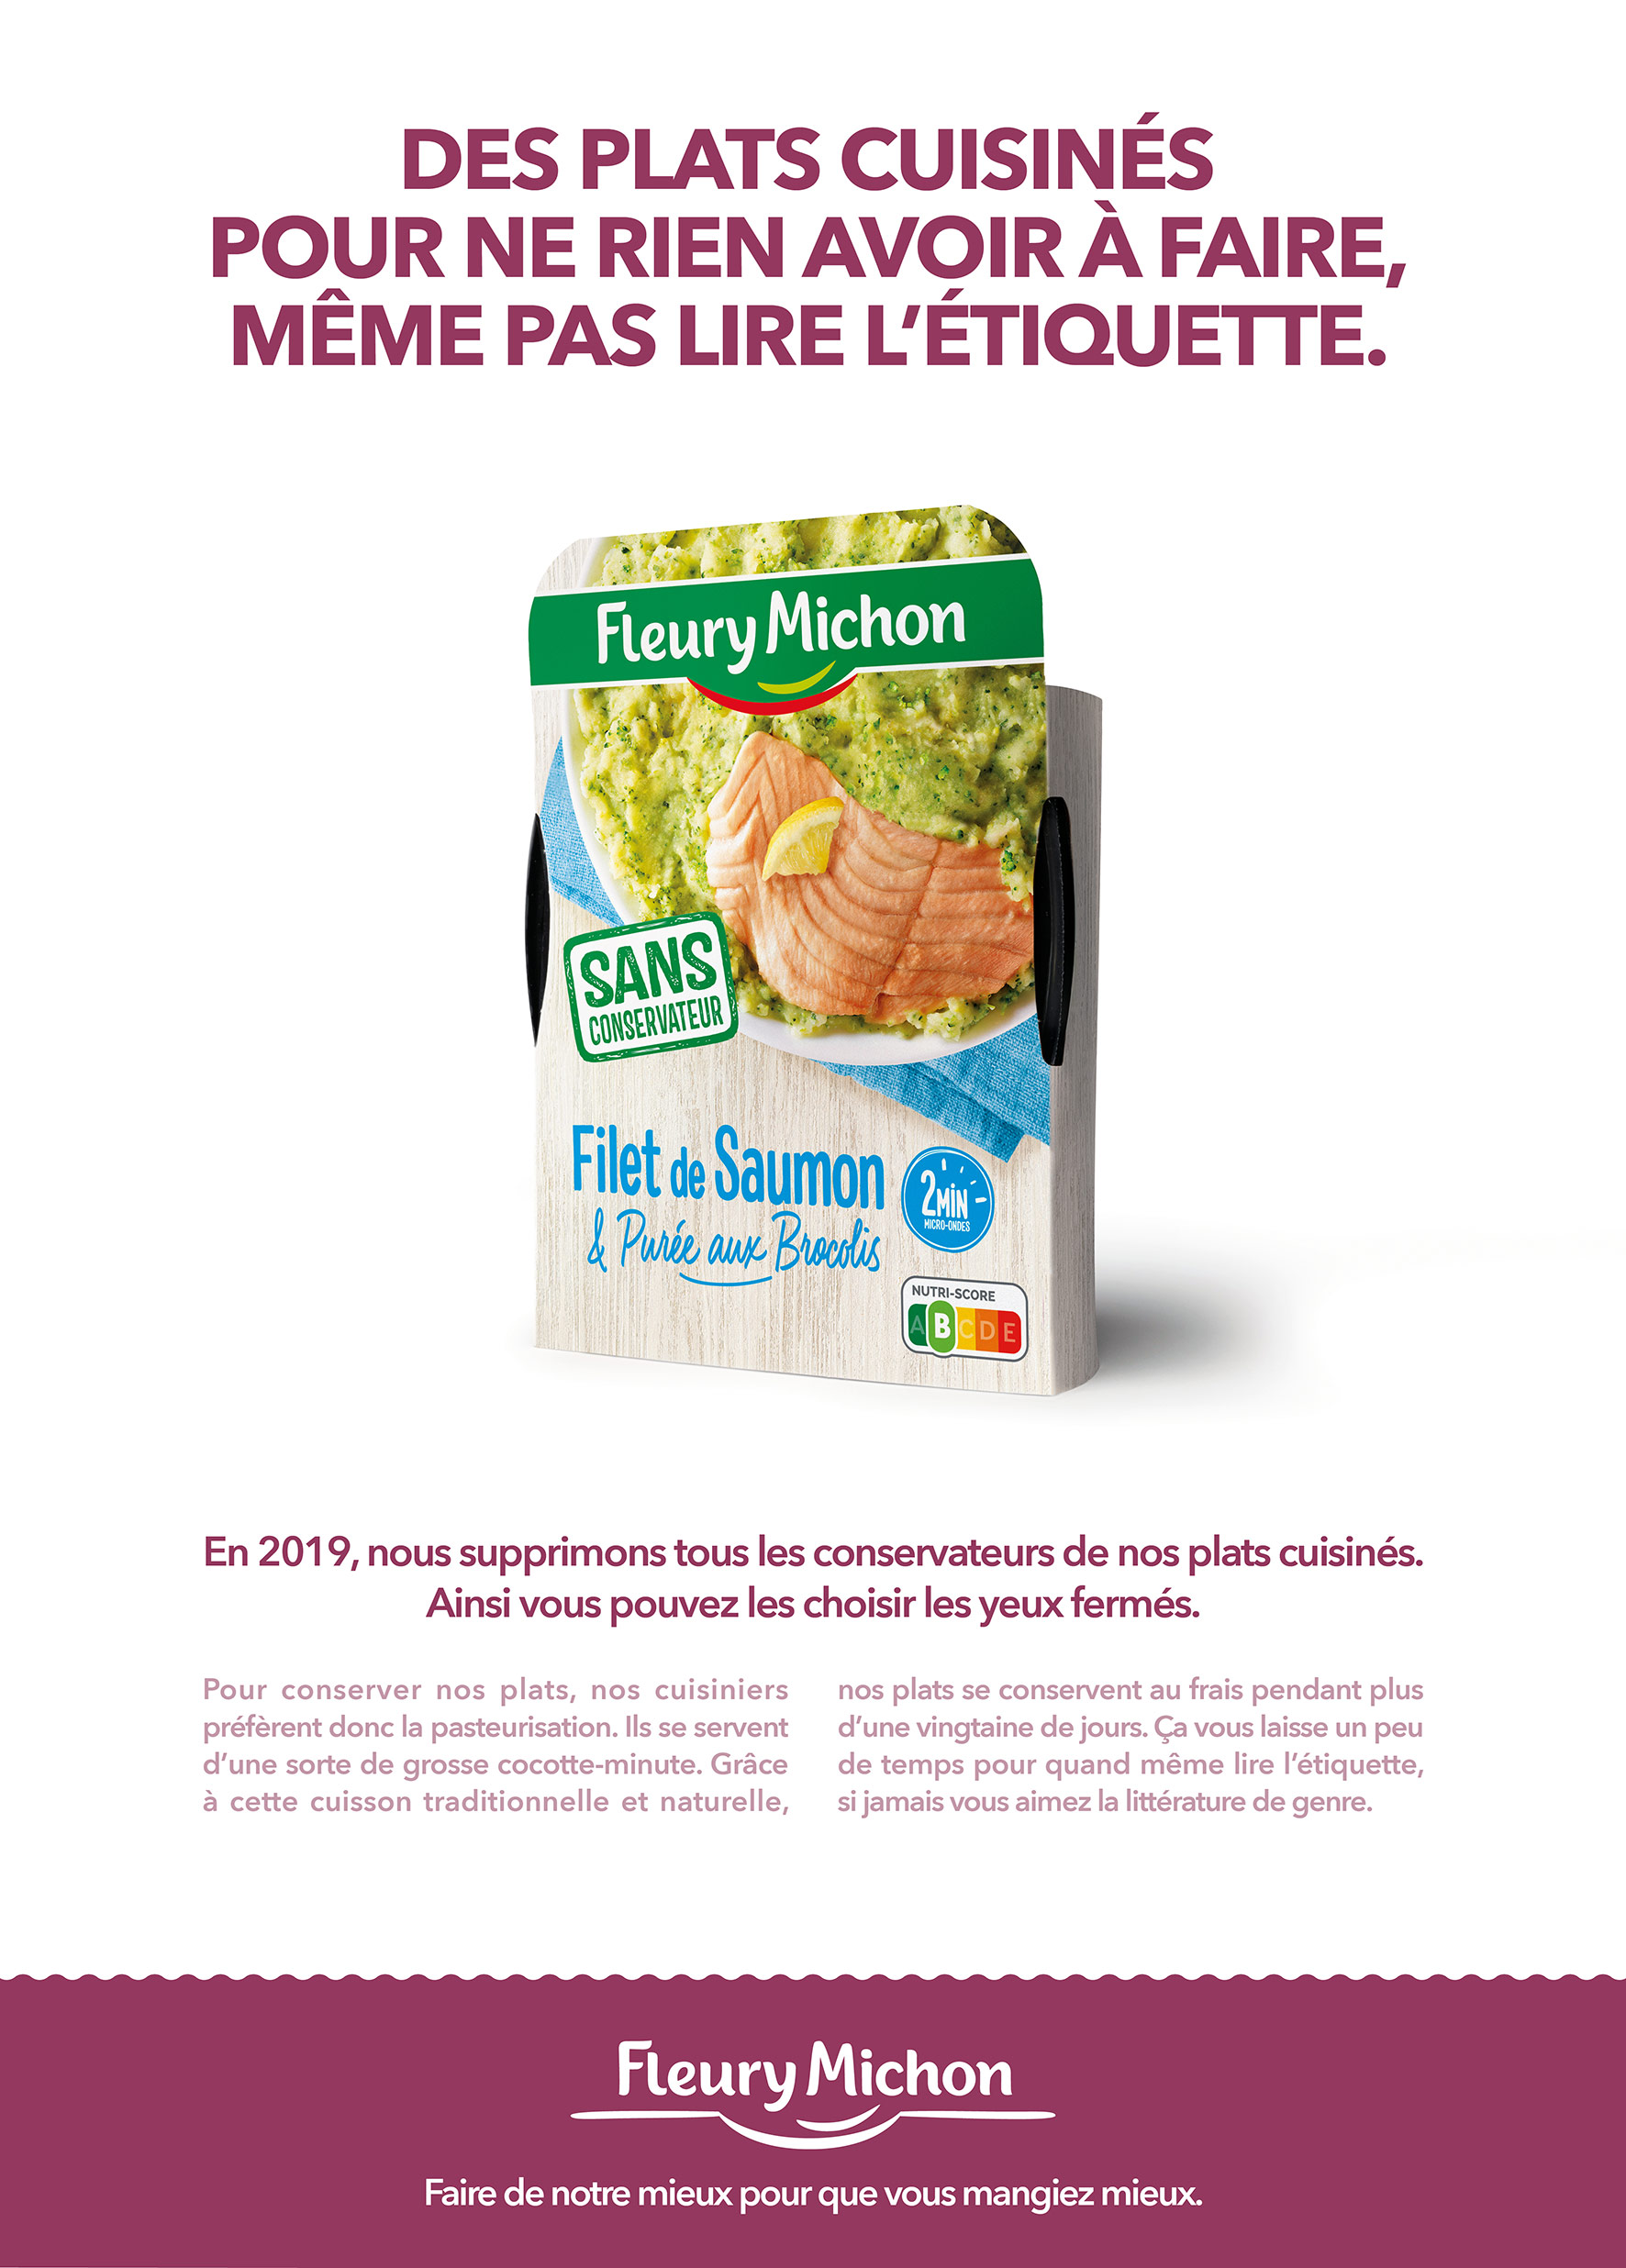 DES PLATS CUISINÉS
POUR NE RIEN AVOIR À FAIRE,
MÊME PAS LIRE L’ÉTIQUETTE.
Fleury Michon
SANS
CONSERVATEUR
Filet de Saumon
& Purée aux Brocolis
2 MIN
MICRO-ONDES
NUTRI-SCORE
A B C D E
En 2019, nous supprimons tous les conservateurs de nos plats cuisinés.
Ainsi vous pouvez les choisir les yeux fermés.
Pour conserver nos plats, nos cuisiniers
préfèrent donc la pasteurisation. Ils se servent
d’une sorte de grosse cocotte-minute. Grâce
à cette cuisson traditionnelle et naturelle,
nos plats se conservent au frais pendant plus
d’une vingtaine de jours. Ça vous laisse un peu
de temps pour quand même lire l’étiquette,
si jamais vous aimez la littérature de genre.
Fleury Michon
Faire de notre mieux pour que vous mangiez mieux.